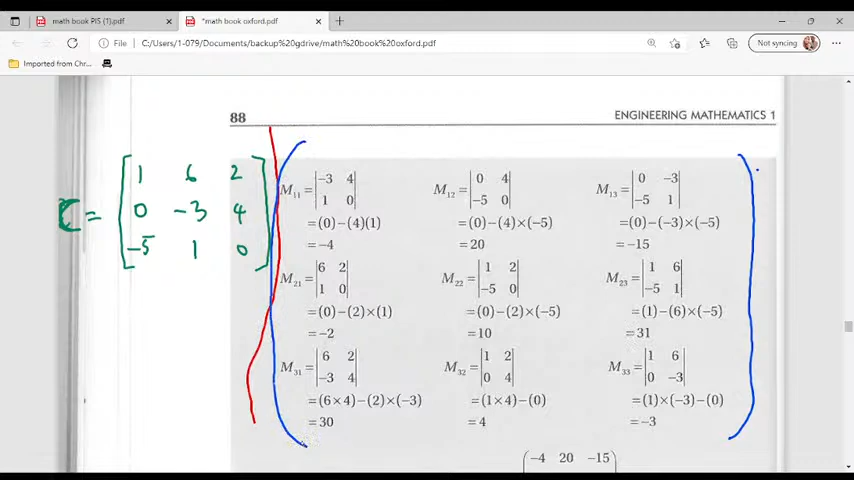 math book PIS (1).pdf
*math book oxford.pdf
File C:/Users/1-079/Documents/backup%20gdrive/math%20book%20oxford.pdf
Not syncing
Imported from Chr...
88 ENGINEERING MATHEMATICS 1
C = [1 6 2
0 -3 4
-5 1 0]
M₁₁ = |−3 4 M₁₂ = |0 4 M₁₃ = |0 −3
1 0| −5 0| −5 1|
=(0)−(4)(1) =(0)−(4)×(−5) =(0)−(−3)×(−5)
=−4 =20 =−15
M₂₁ = |6 2 M₂₂ = |1 2 M₂₃ = |1 6
1 0| −5 0| −5 1|
=(0)−(2)×(1) =(0)−(2)×(−5) =(1)−(6)×(−5)
=−2 =10 =31
M₃₁ = |6 2 M₃₂ = |1 2 M₃₃ = |1 6
−3 4| 0 4| 0 −3|
=(6×4)−(2)×(−3) =(1×4)−(0) =(1)×(−3)−(0)
=30 =4 =−3
(−4 20 −15)